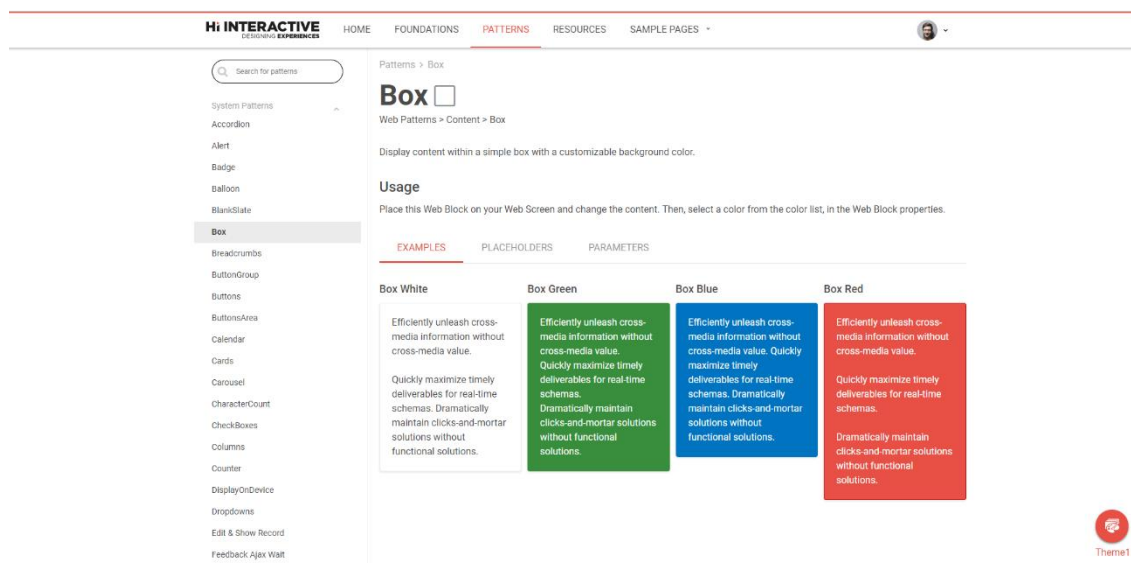 Hi INTERACTIVE
DESIGNING EXPERIENCES
HOME
FOUNDATIONS
PATTERNS
RESOURCES
SAMPLE PAGES
Search for patterns
System Patterns
Accordion
Alert
Badge
Balloon
BlankSlate
Box
Breadcrumbs
ButtonGroup
Buttons
ButtonsArea
Calendar
Cards
Carousel
CharacterCount
CheckBoxes
Columns
Counter
DisplayOnDevice
Dropdowns
Edit & Show Record
Feedback Ajax Wait
Patterns > Box
Box
Web Patterns > Content > Box
Display content within a simple box with a customizable background color.
Usage
Place this Web Block on your Web Screen and change the content. Then, select a color from the color list, in the Web Block properties.
EXAMPLES
PLACEHOLDERS
PARAMETERS
Box White
Efficiently unleash cross-
media information without
cross-media value.
Quickly maximize timely
deliverables for real-time
schemas. Dramatically
maintain clicks-and-mortar
solutions without
functional solutions.
Box Green
Efficiently unleash cross-
media information without
cross-media value.
Quickly maximize timely
deliverables for real-time
schemas.
Dramatically maintain
clicks-and-mortar solutions
without functional
solutions.
Box Blue
Efficiently unleash cross-
media information without
cross-media value. Quickly
maximize timely
deliverables for real-time
schemas. Dramatically
maintain clicks-and-mortar
solutions without
functional solutions.
Box Red
Efficiently unleash cross-
media information without
cross-media value.
Quickly maximize timely
deliverables for real-time
schemas.
Dramatically maintain
clicks-and-mortar solutions
without functional
solutions.
Theme1